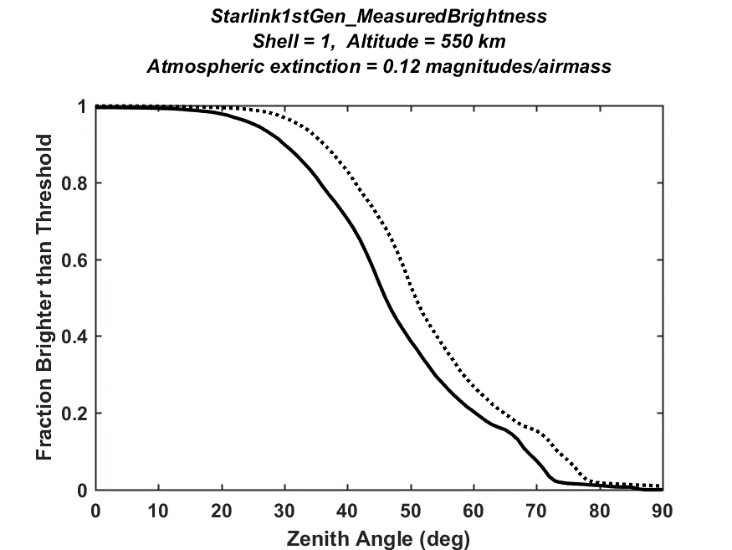 Starlink1stGen_MeasuredBrightness
Shell = 1, Altitude = 550 km
Atmospheric extinction = 0.12 magnitudes/airmass
Fraction Brighter than Threshold
1
0.8
0.6
0.4
0.2
0
0 10 20 30 40 50 60 70 80 90
Zenith Angle (deg)